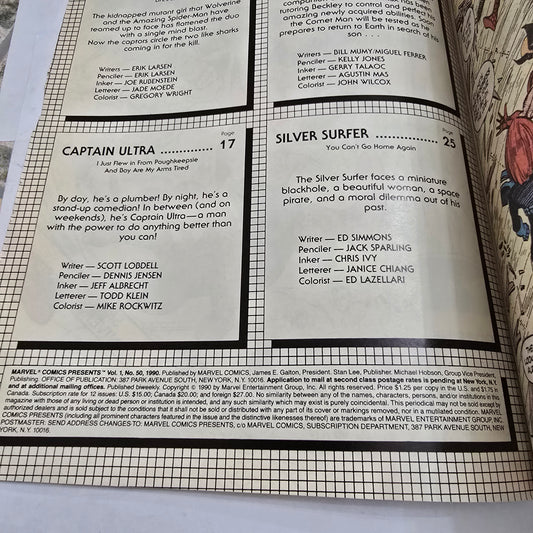 The kidnapped mutant girl that Wolverine
and the Amazing Spider-Man have
teamed up to face has flattened the duo
with a single mind blast.
Now the captors circle the two like sharks
coming in for the kill.
Writers — ERIK LARSEN
Penciler — ERIK LARSEN
Inker — JOE RUBENSTEIN
Letterer — JADE MOEDE
Colorist — GREGORY WRIGHT
tutoring Beckley to control and
amazing newly acquired abilities. So
the Comet Man will be tested as he
prepares to return to Earth in search of his
son . . .
Writers — BILL MUMY/MIGUEL FERRER
Penciler — KELLY JONES
Inker — GERRY TALAOC
Letterer — AGUSTIN MAS
Colorist — JOHN WILCOX
Page
CAPTAIN ULTRA .............. 17
I Just Flew in From Poughkeepsie
And Boy Are My Arms Tired
By day, he's a plumber! By night, he's a
stand-up comedian! In between (and on
weekends), he's Captain Ultra—a man
with the power to do anything better than
you can!
Writer — SCOTT LOBDELL
Penciler — DENNIS JENSEN
Inker — JEFF ALBRECHT
Letterer — TODD KLEIN
Colorist — MIKE ROCKWITZ
Page
SILVER SURFER ................. 25
You Can't Go Home Again
The Silver Surfer faces a miniature
blackhole, a beautiful woman, a space
pirate, and a moral dilemma out of his
past.
Writer — ED SIMMONS
Penciler — JACK SPARLING
Inker — CHRIS IVY
Letterer — JANICE CHIANG
Colorist — ED LAZELLARI
MARVEL® COMICS PRESENTS™ Vol. 1, No. 50, 1990. Published by MARVEL COMICS, James E. Galton, President. Stan Lee, Publisher. Michael Hobson, Group Vice President,
Publishing. OFFICE OF PUBLICATION: 387 PARK AVENUE SOUTH, NEW YORK, N.Y. 10016. Application to mail at second class postage rates is pending at New York, N.Y.
and at additional mailing offices. Published biweekly. Copyright © 1990 by Marvel Entertainment Group, Inc. All rights reserved. Price $1.25 per copy in the U.S. and $1.75 in
Canada. Subscription rate for 12 issues: U.S. $15.00; Canada $20.00; and foreign $27.00. No similarity between any of the names, characters, persons, and/or institutions in this
magazine with those of any living or dead person or institution is intended, and any such similarity which may exist is purely coincidental. This periodical may not be sold except by
authorized dealers and is sold subject to the conditions that it shall not be sold or distributed with any part of its cover or markings removed, nor in a mutilated condition. MARVEL
COMICS PRESENTS (including all prominent characters featured in the issue and the distinctive likenesses thereof) are trademarks of MARVEL ENTERTAINMENT GROUP, INC.
POSTMASTER: SEND ADDRESS CHANGES TO: MARVEL COMICS PRESENTS, c/o MARVEL COMICS, SUBSCRIPTION DEPARTMENT, 387 PARK AVENUE SOUTH, NEW
YORK, N.Y. 10016.